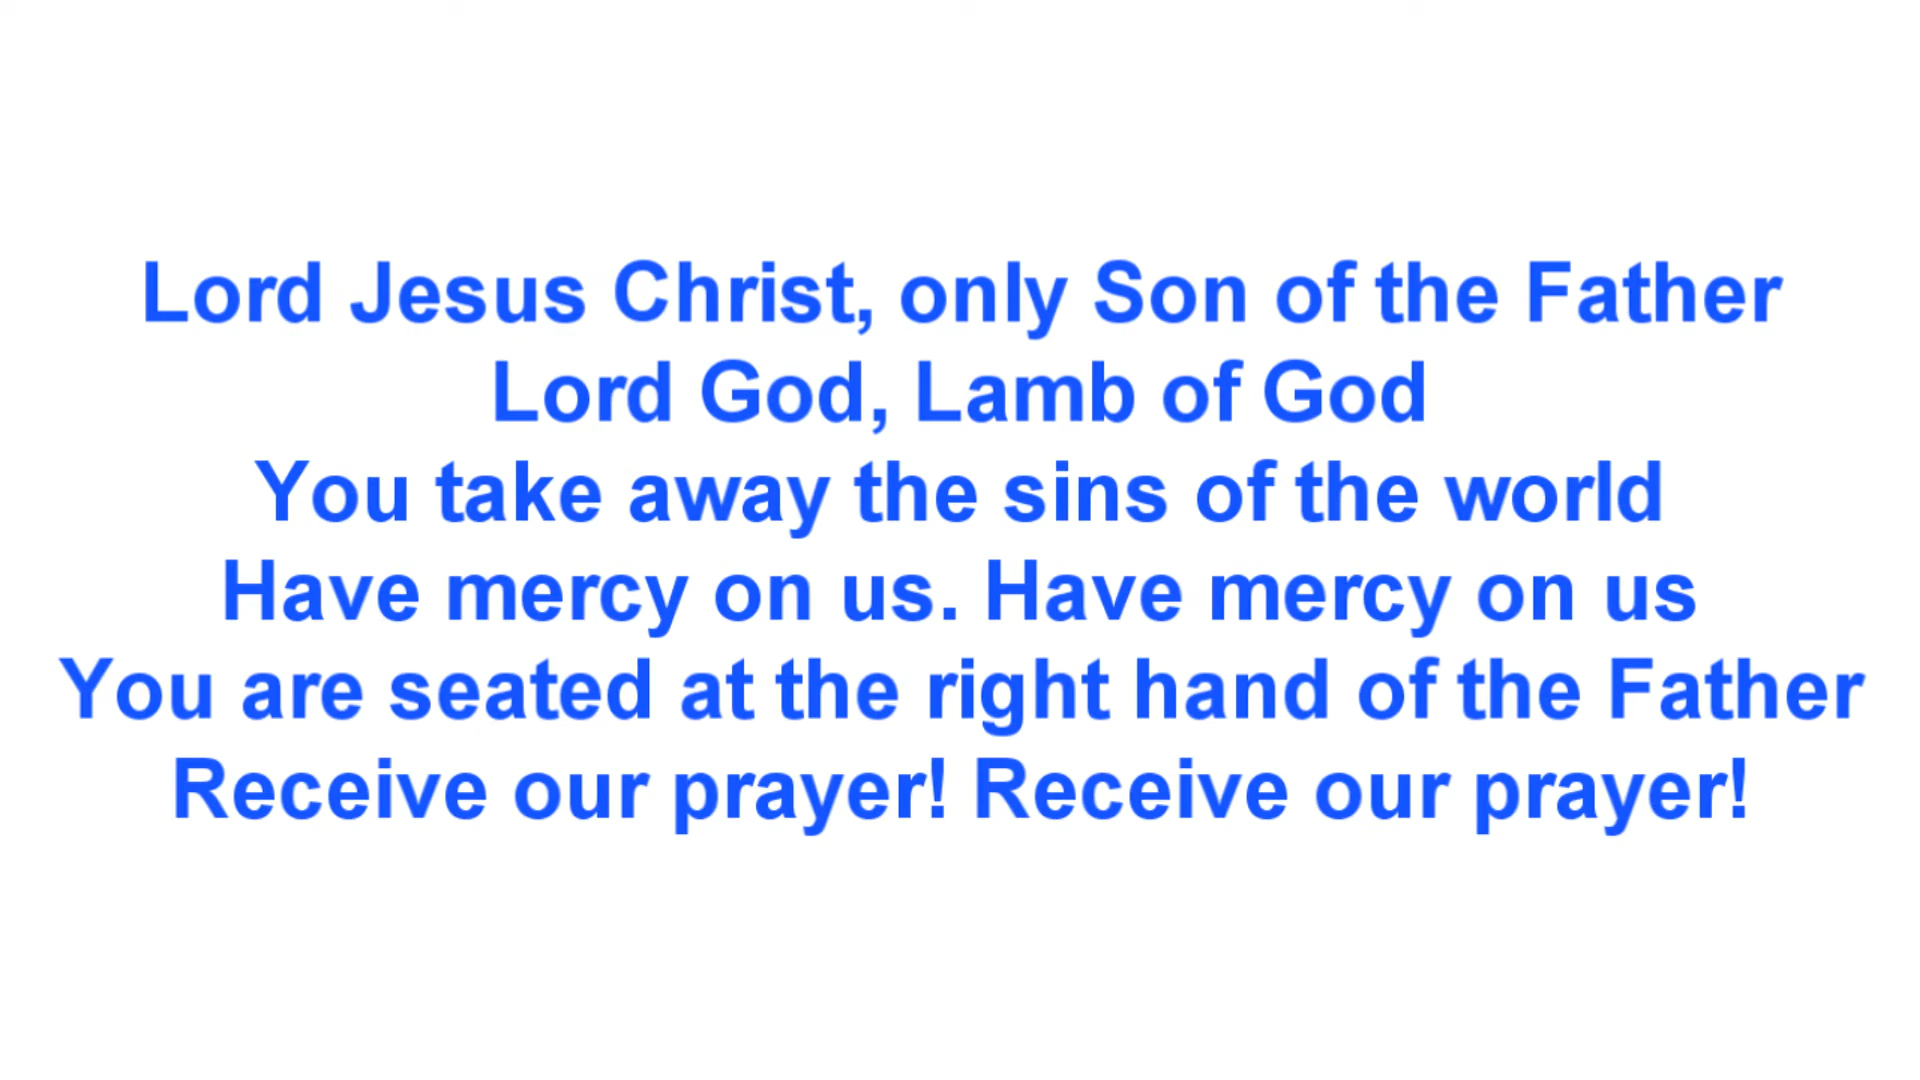 Lord Jesus Christ, only Son of the Father
Lord God, Lamb of God
You take away the sins of the world
Have mercy on us. Have mercy on us
You are seated at the right hand of the Father
Receive our prayer! Receive our prayer!